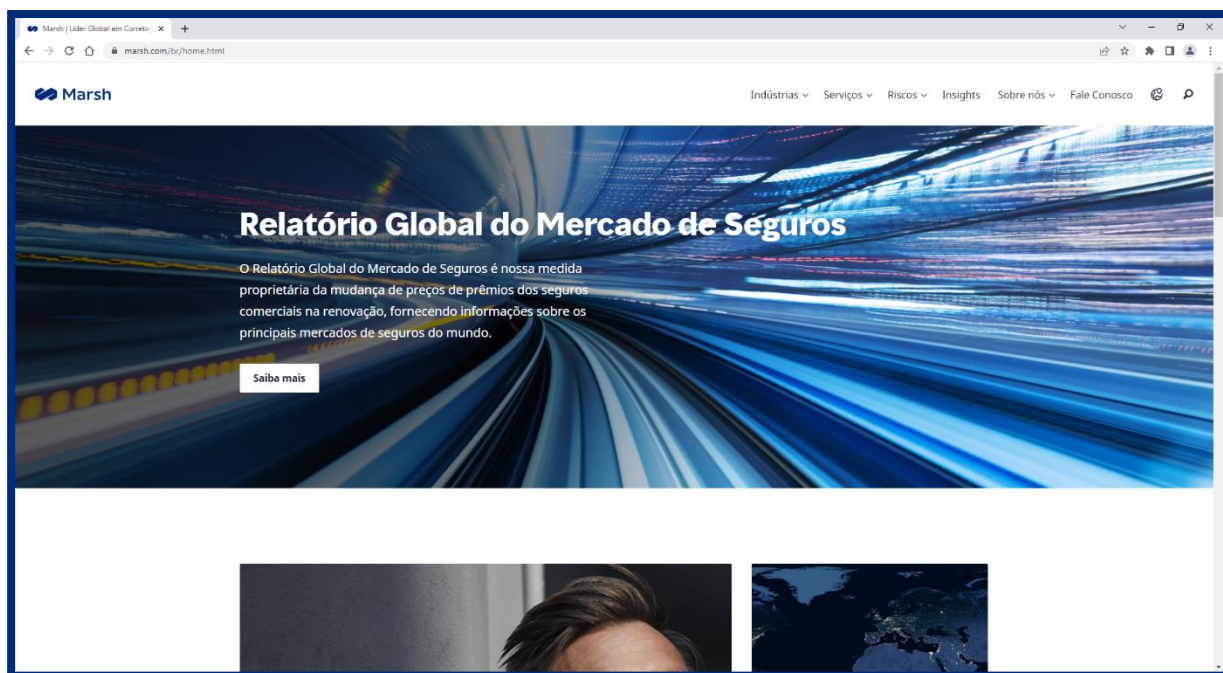 Marsh | Líder Global em Corretag
marsh.com/br/home.html
Marsh
Indústrias Serviços Riscos Insights Sobre nós Fale Conosco
Relatório Global do Mercado de Seguros
O Relatório Global do Mercado de Seguros é nossa medida
proprietária da mudança de preços de prêmios dos seguros
comerciais na renovação, fornecendo informações sobre os
principais mercados de seguros do mundo.
Saiba mais